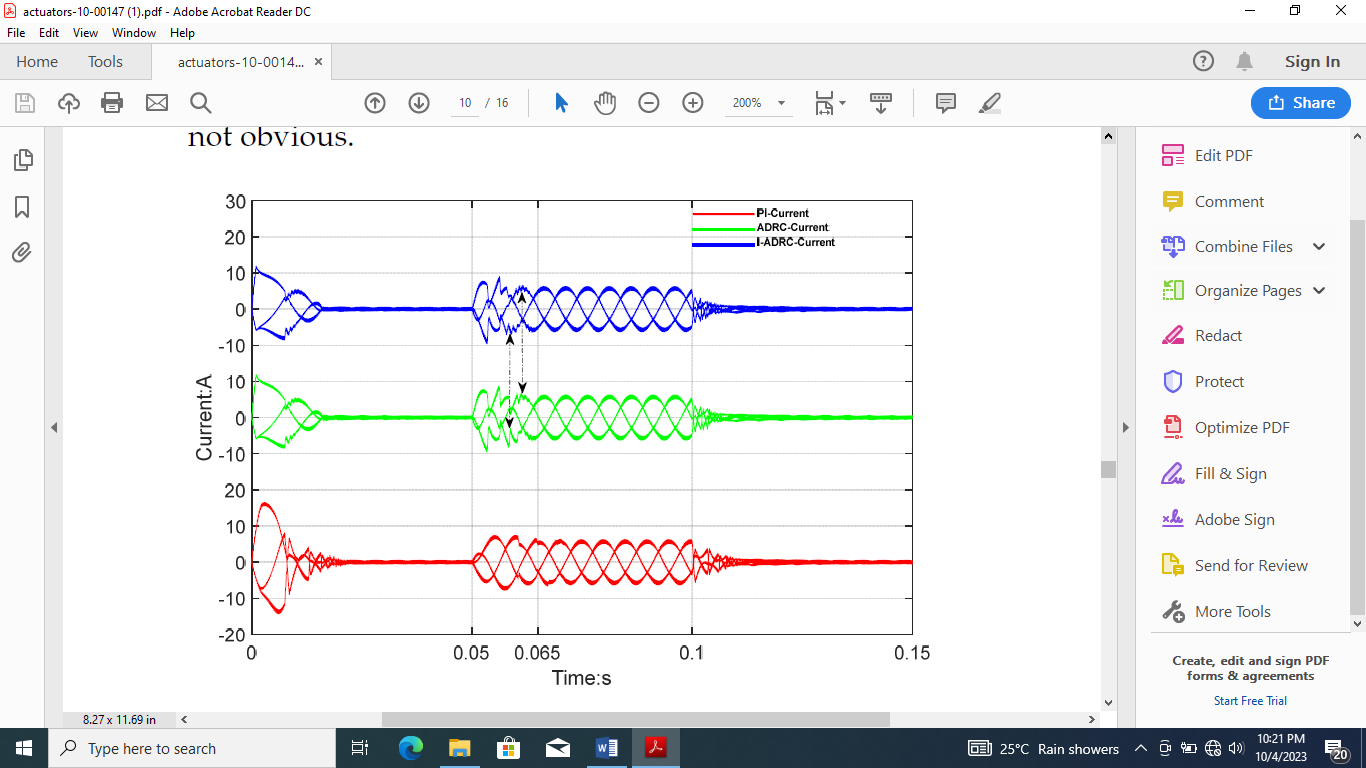 actuators-10-00147 (1).pdf - Adobe Acrobat Reader DC
File Edit View Window Help
Home Tools actuators-10-0014... ×
Sign In
10 / 16
200%
Share
not obvious.
PI-Current
ADRC-Current
I-ADRC-Current
30
20
10
0
-10
10
0
-10
20
10
0
-10
-20
Current:A
0 0.05 0.065 0.1 0.15
Time:s
8.27 x 11.69 in
Edit PDF
Comment
Combine Files
Organize Pages
Redact
Protect
Optimize PDF
Fill & Sign
Adobe Sign
Send for Review
More Tools
Create, edit and sign PDF
forms & agreements
Start Free Trial
Type here to search
25°C Rain showers
10:21 PM
10/4/2023
20